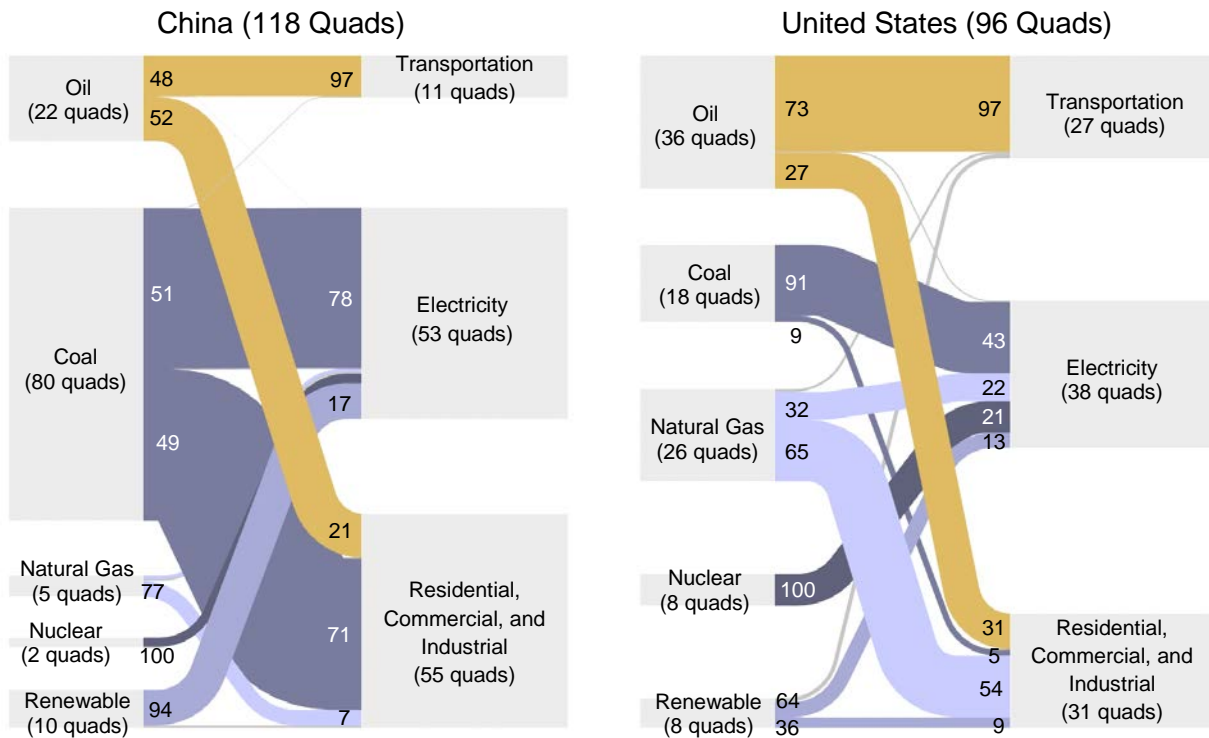 China (118 Quads)
Oil
(22 quads)
48
52
97
Transportation
(11 quads)
Coal
(80 quads)
51
49
78
17
Electricity
(53 quads)
Natural Gas
(5 quads)
77
Nuclear
(2 quads)
100
Renewable
(10 quads)
94
21
71
7
Residential,
Commercial, and
Industrial
(55 quads)
United States (96 Quads)
Oil
(36 quads)
73
27
97
Transportation
(27 quads)
Coal
(18 quads)
91
9
43
22
21
13
Electricity
(38 quads)
Natural Gas
(26 quads)
32
65
Nuclear
(8 quads)
100
Renewable
(8 quads)
64
36
31
5
54
9
Residential,
Commercial, and
Industrial
(31 quads)